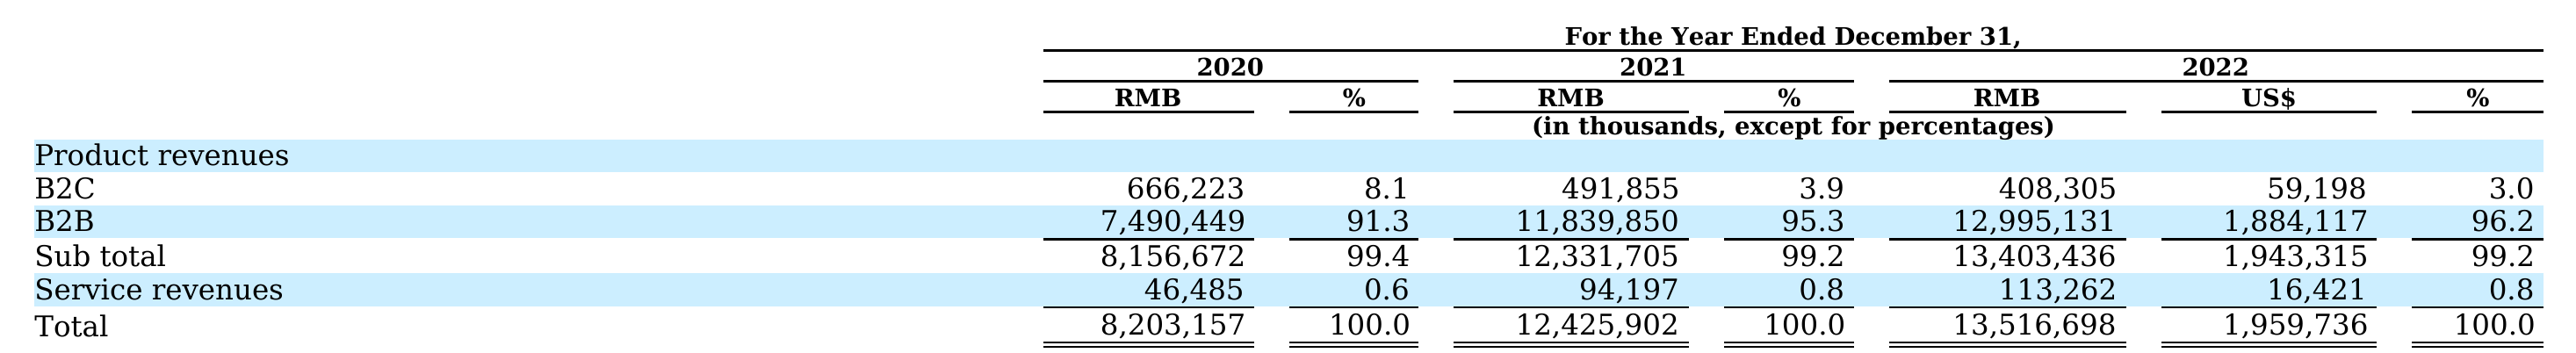 For the Year Ended December 31,
2020 2021 2022
RMB % RMB % RMB US$ %
(in thousands, except for percentages)
Product revenues
B2C 666,223 8.1 491,855 3.9 408,305 59,198 3.0
B2B 7,490,449 91.3 11,839,850 95.3 12,995,131 1,884,117 96.2
Sub total 8,156,672 99.4 12,331,705 99.2 13,403,436 1,943,315 99.2
Service revenues 46,485 0.6 94,197 0.8 113,262 16,421 0.8
Total 8,203,157 100.0 12,425,902 100.0 13,516,698 1,959,736 100.0